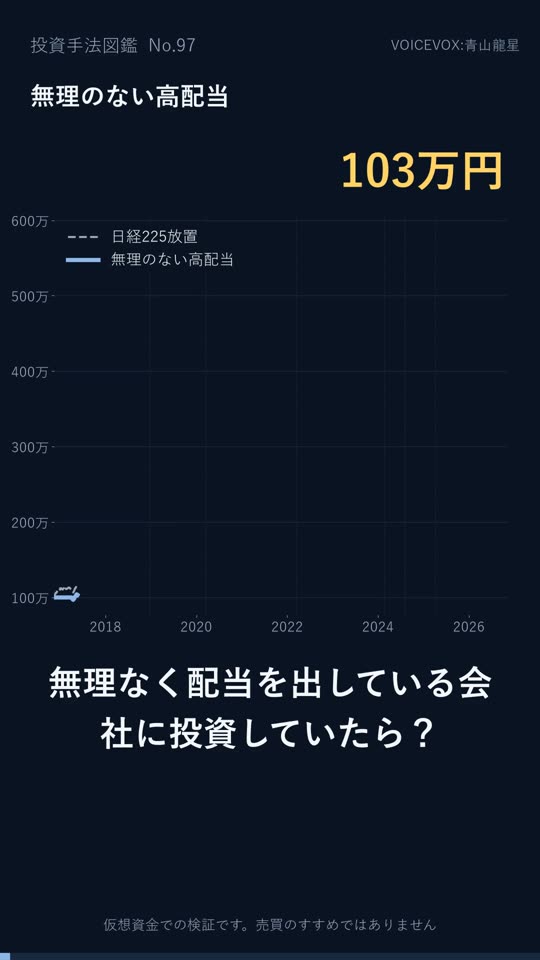 投資手法図鑑 No.97
VOICEVOX:青山龍星
無理のない高配当
103万円
600万
日経225放置
無理のない高配当
500万
400万
300万
200万
100万
2018 2020 2022 2024 2026
無理なく配当を出している会
社に投資していたら？
仮想資金での検証です。売買のすすめではありません